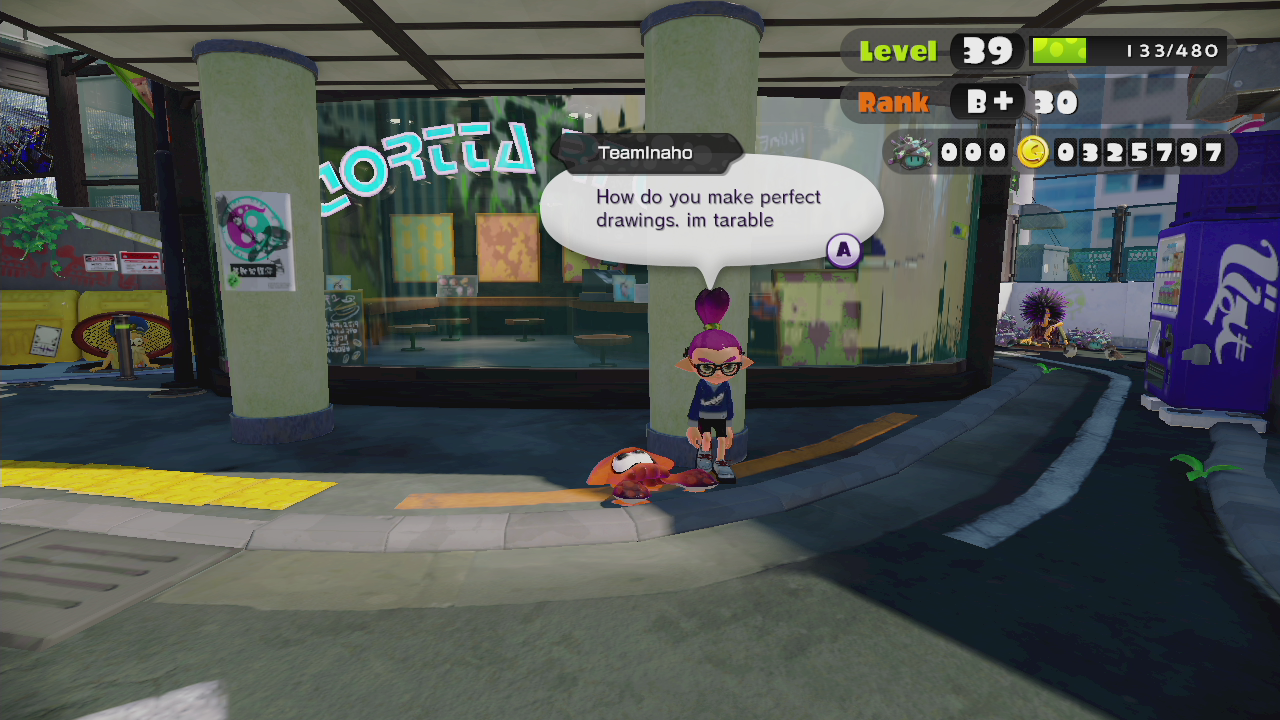 Level 39 133/480
Rank B+ 30
000 0325797
TeamInaho
How do you make perfect
drawings. im tarable
A